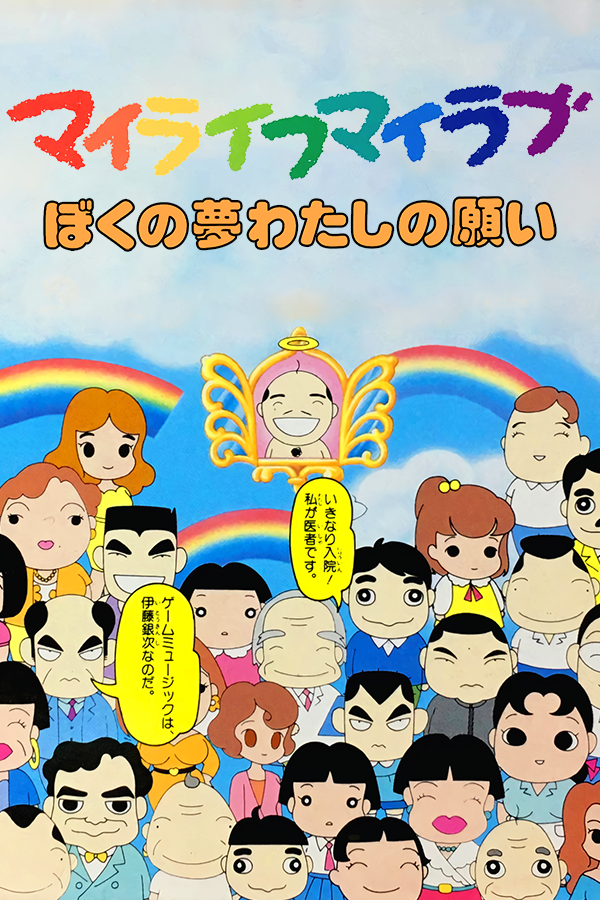 マイライフマイラブ
ぼくの夢わたしの願い
いきなり入院！
私が医者です。
ゲームミュージックは、
伊藤銀次なのだ。